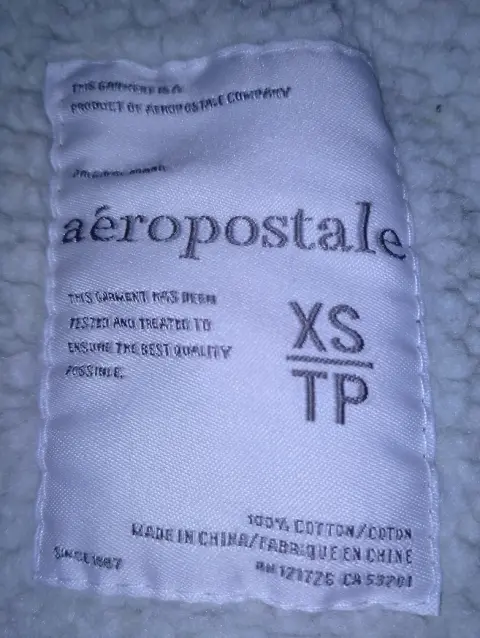 THIS GARMENT IS A
PRODUCT OF AEROPOSTALE COMPANY
aéropostale
THIS GARMENT HAS BEEN
TESTED AND TREATED TO
ENSURE THE BEST QUALITY
POSSIBLE.
XS
TP
100% COTTON/COTON
MADE IN CHINA/FABRIQUE EN CHINE
SINCE 1987
RN 121726 CA 53201